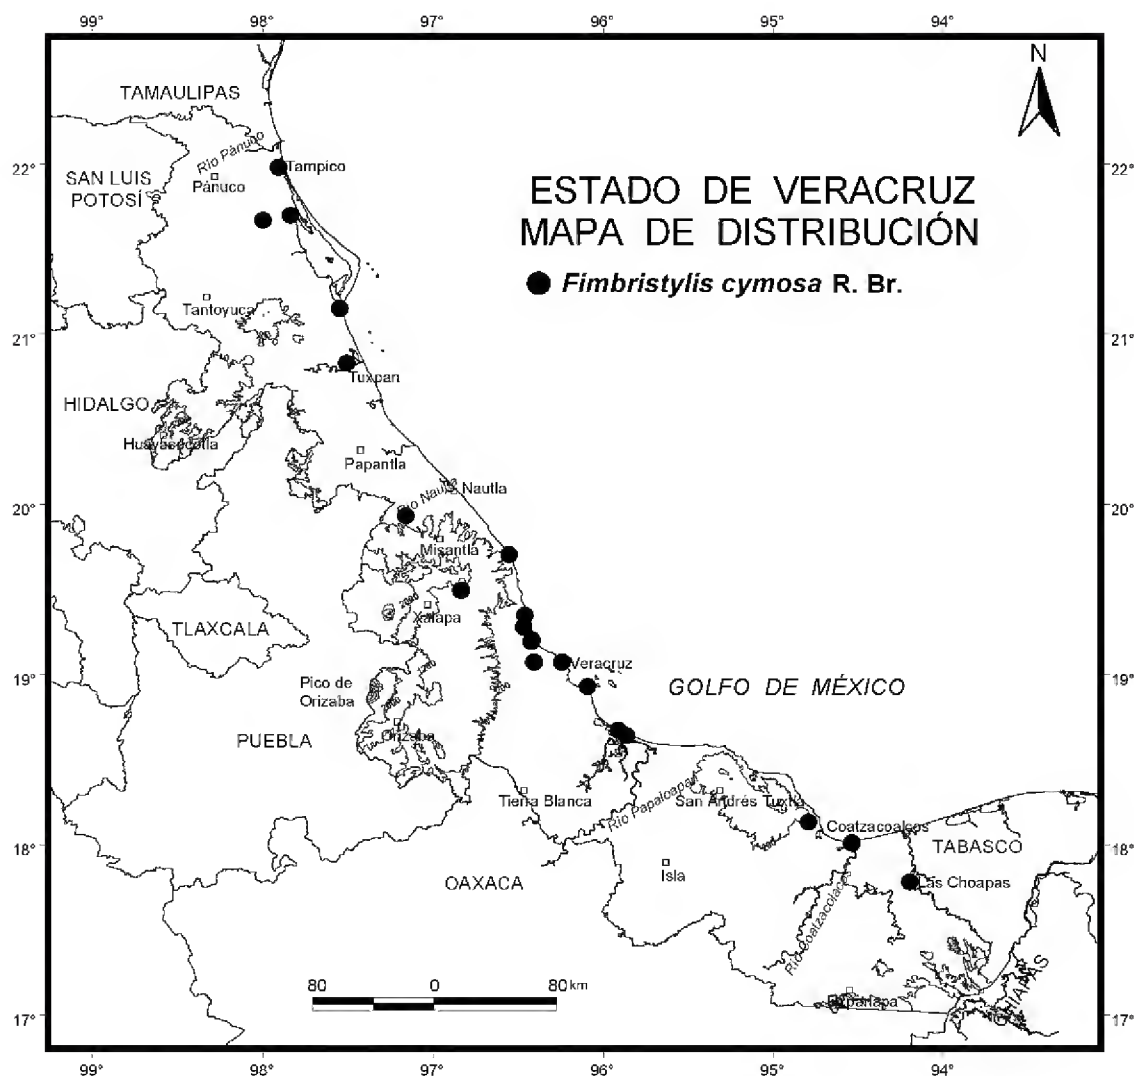 99° 98° 97° 96° 95° 94°
N
TAMAULIPAS
Río Pánuco
22° Tampico 22°
SAN LUIS
POTOSÍ
Pánuco
ESTADO DE VERACRUZ
MAPA DE DISTRIBUCIÓN
Fimbristylis cymosa R. Br.
Tantoyuca
21° 21°
Tuxpan
HIDALGO
Huayacocotla
Papantla
Nautla
Río Nautla
20° 20°
Misantla
2000
Xalapa
TLAXCALA
Veracruz
19° 19°
Pico de
Orizaba
GOLFO DE MÉXICO
PUEBLA
Orizaba
Tierra Blanca
San Andrés Tuxtla
Río Papaloapan
Coatzacoalcos
18° 18°
TABASCO
OAXACA
Isla
Las Choapas
Río Coatzacoalcos
CHIAPAS
80 0 80 km
Uxpanapa
17° 17°
99° 98° 97° 96° 95° 94°